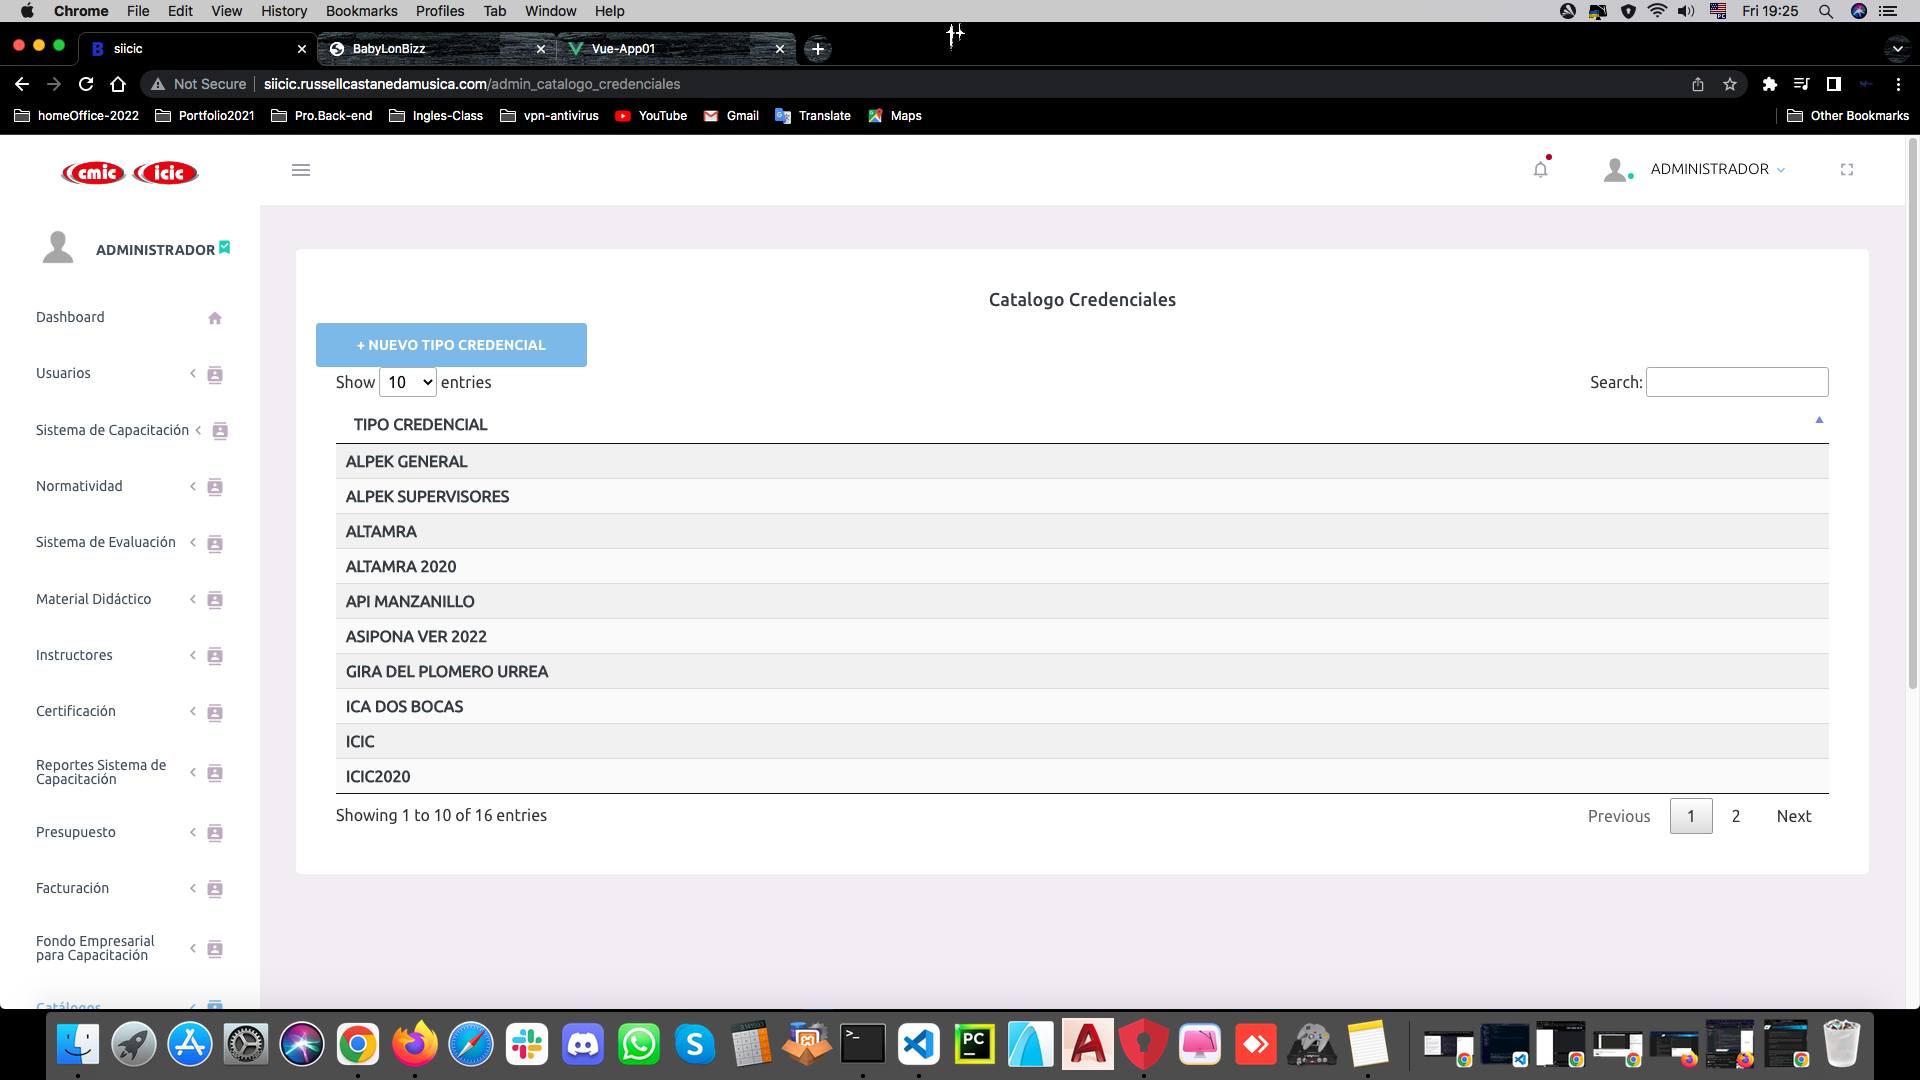 Chrome File Edit View History Bookmarks Profiles Tab Window Help Fri 19:25
siicic BabyLonBizz Vue-App01
Not Secure siicic.russellcastanedamusica.com/admin_catalogo_credenciales
homeOffice-2022 Portfolio2021 Pro.Back-end Ingles-Class vpn-antivirus YouTube Gmail Translate Maps Other Bookmarks
cmic icic
ADMINISTRADOR
ADMINISTRADOR
Dashboard
Usuarios
Sistema de Capacitación
Normatividad
Sistema de Evaluación
Material Didáctico
Instructores
Certificación
Reportes Sistema de
Capacitación
Presupuesto
Facturación
Fondo Empresarial
para Capacitación
Catálogos
Catalogo Credenciales
+ NUEVO TIPO CREDENCIAL
Show 10 entries
Search:
TIPO CREDENCIAL
ALPEK GENERAL
ALPEK SUPERVISORES
ALTAMRA
ALTAMRA 2020
API MANZANILLO
ASIPONA VER 2022
GIRA DEL PLOMERO URREA
ICA DOS BOCAS
ICIC
ICIC2020
Showing 1 to 10 of 16 entries
Previous 1 2 Next
PC